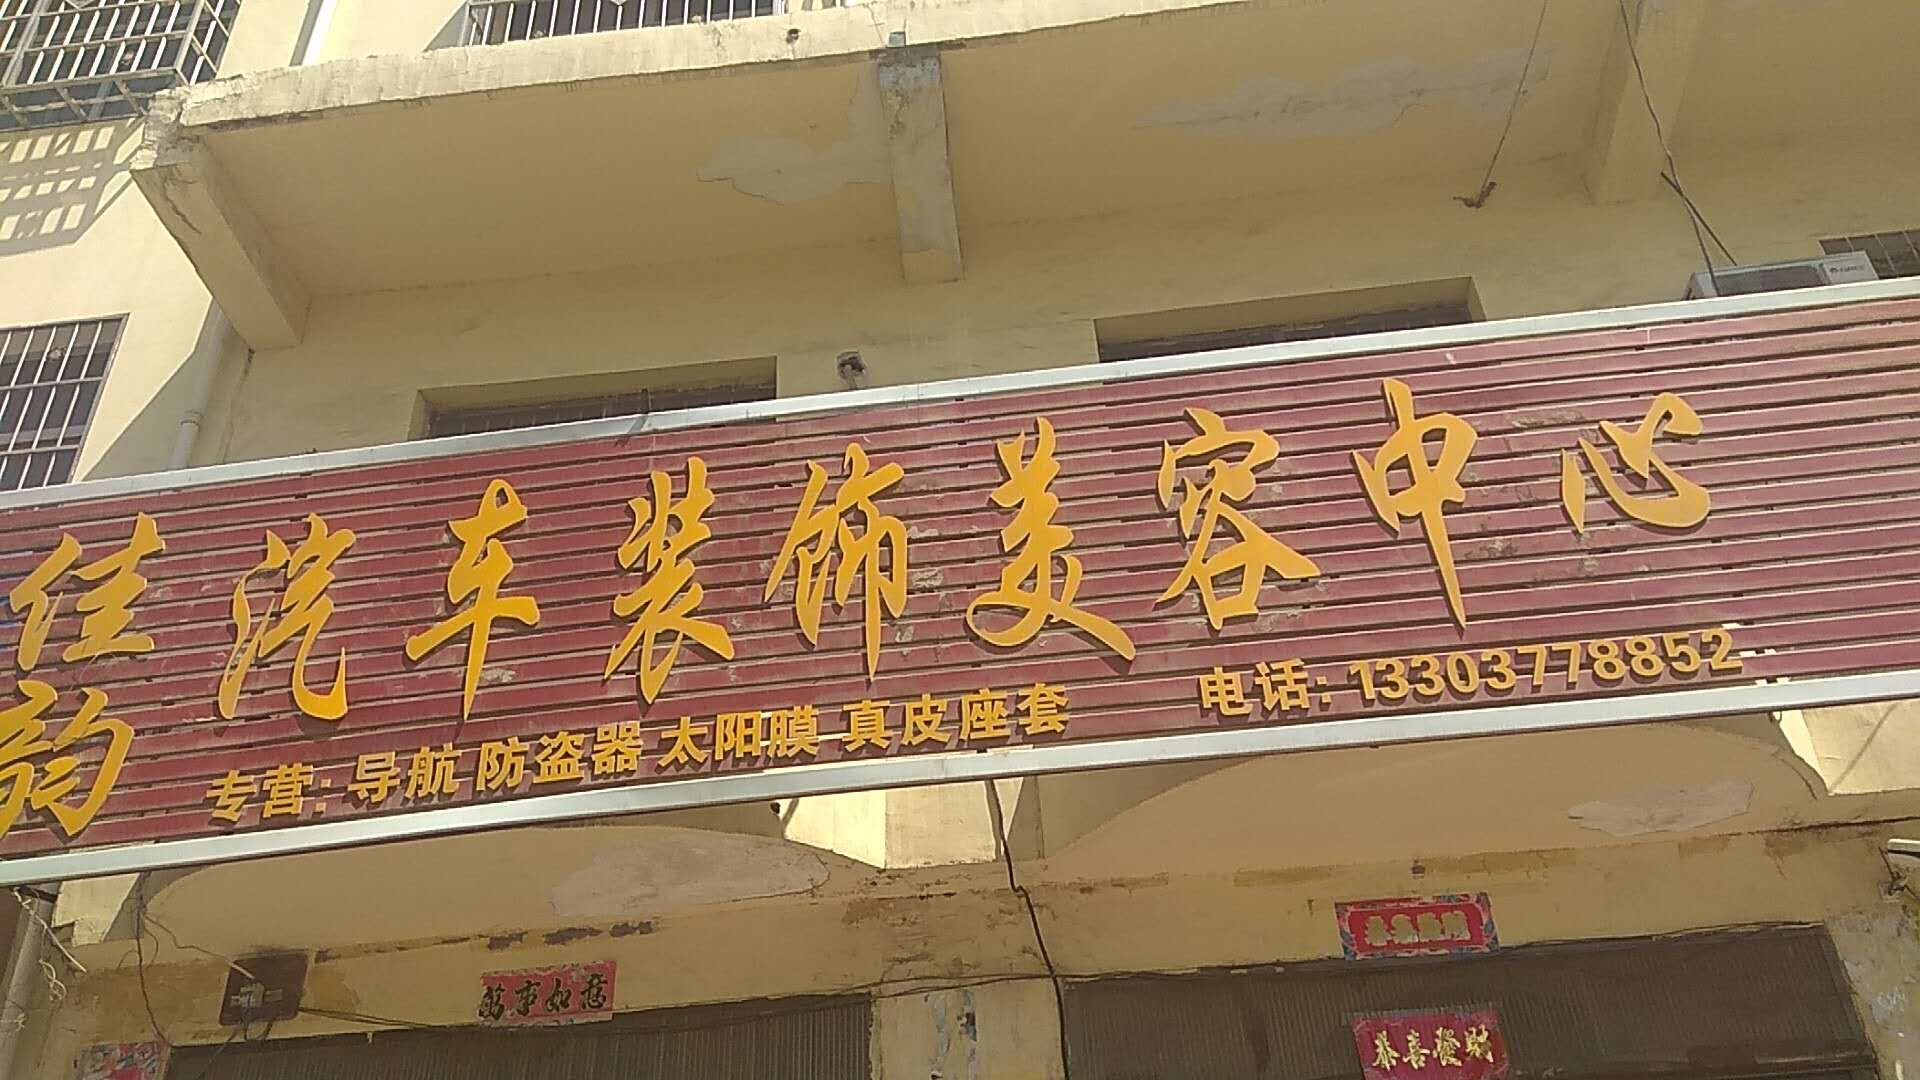 佳韵
汽车装饰美容中心
专营:导航 防盗器 太阳膜 真皮座套
电话:13303778852
萬事如意
恭喜發財